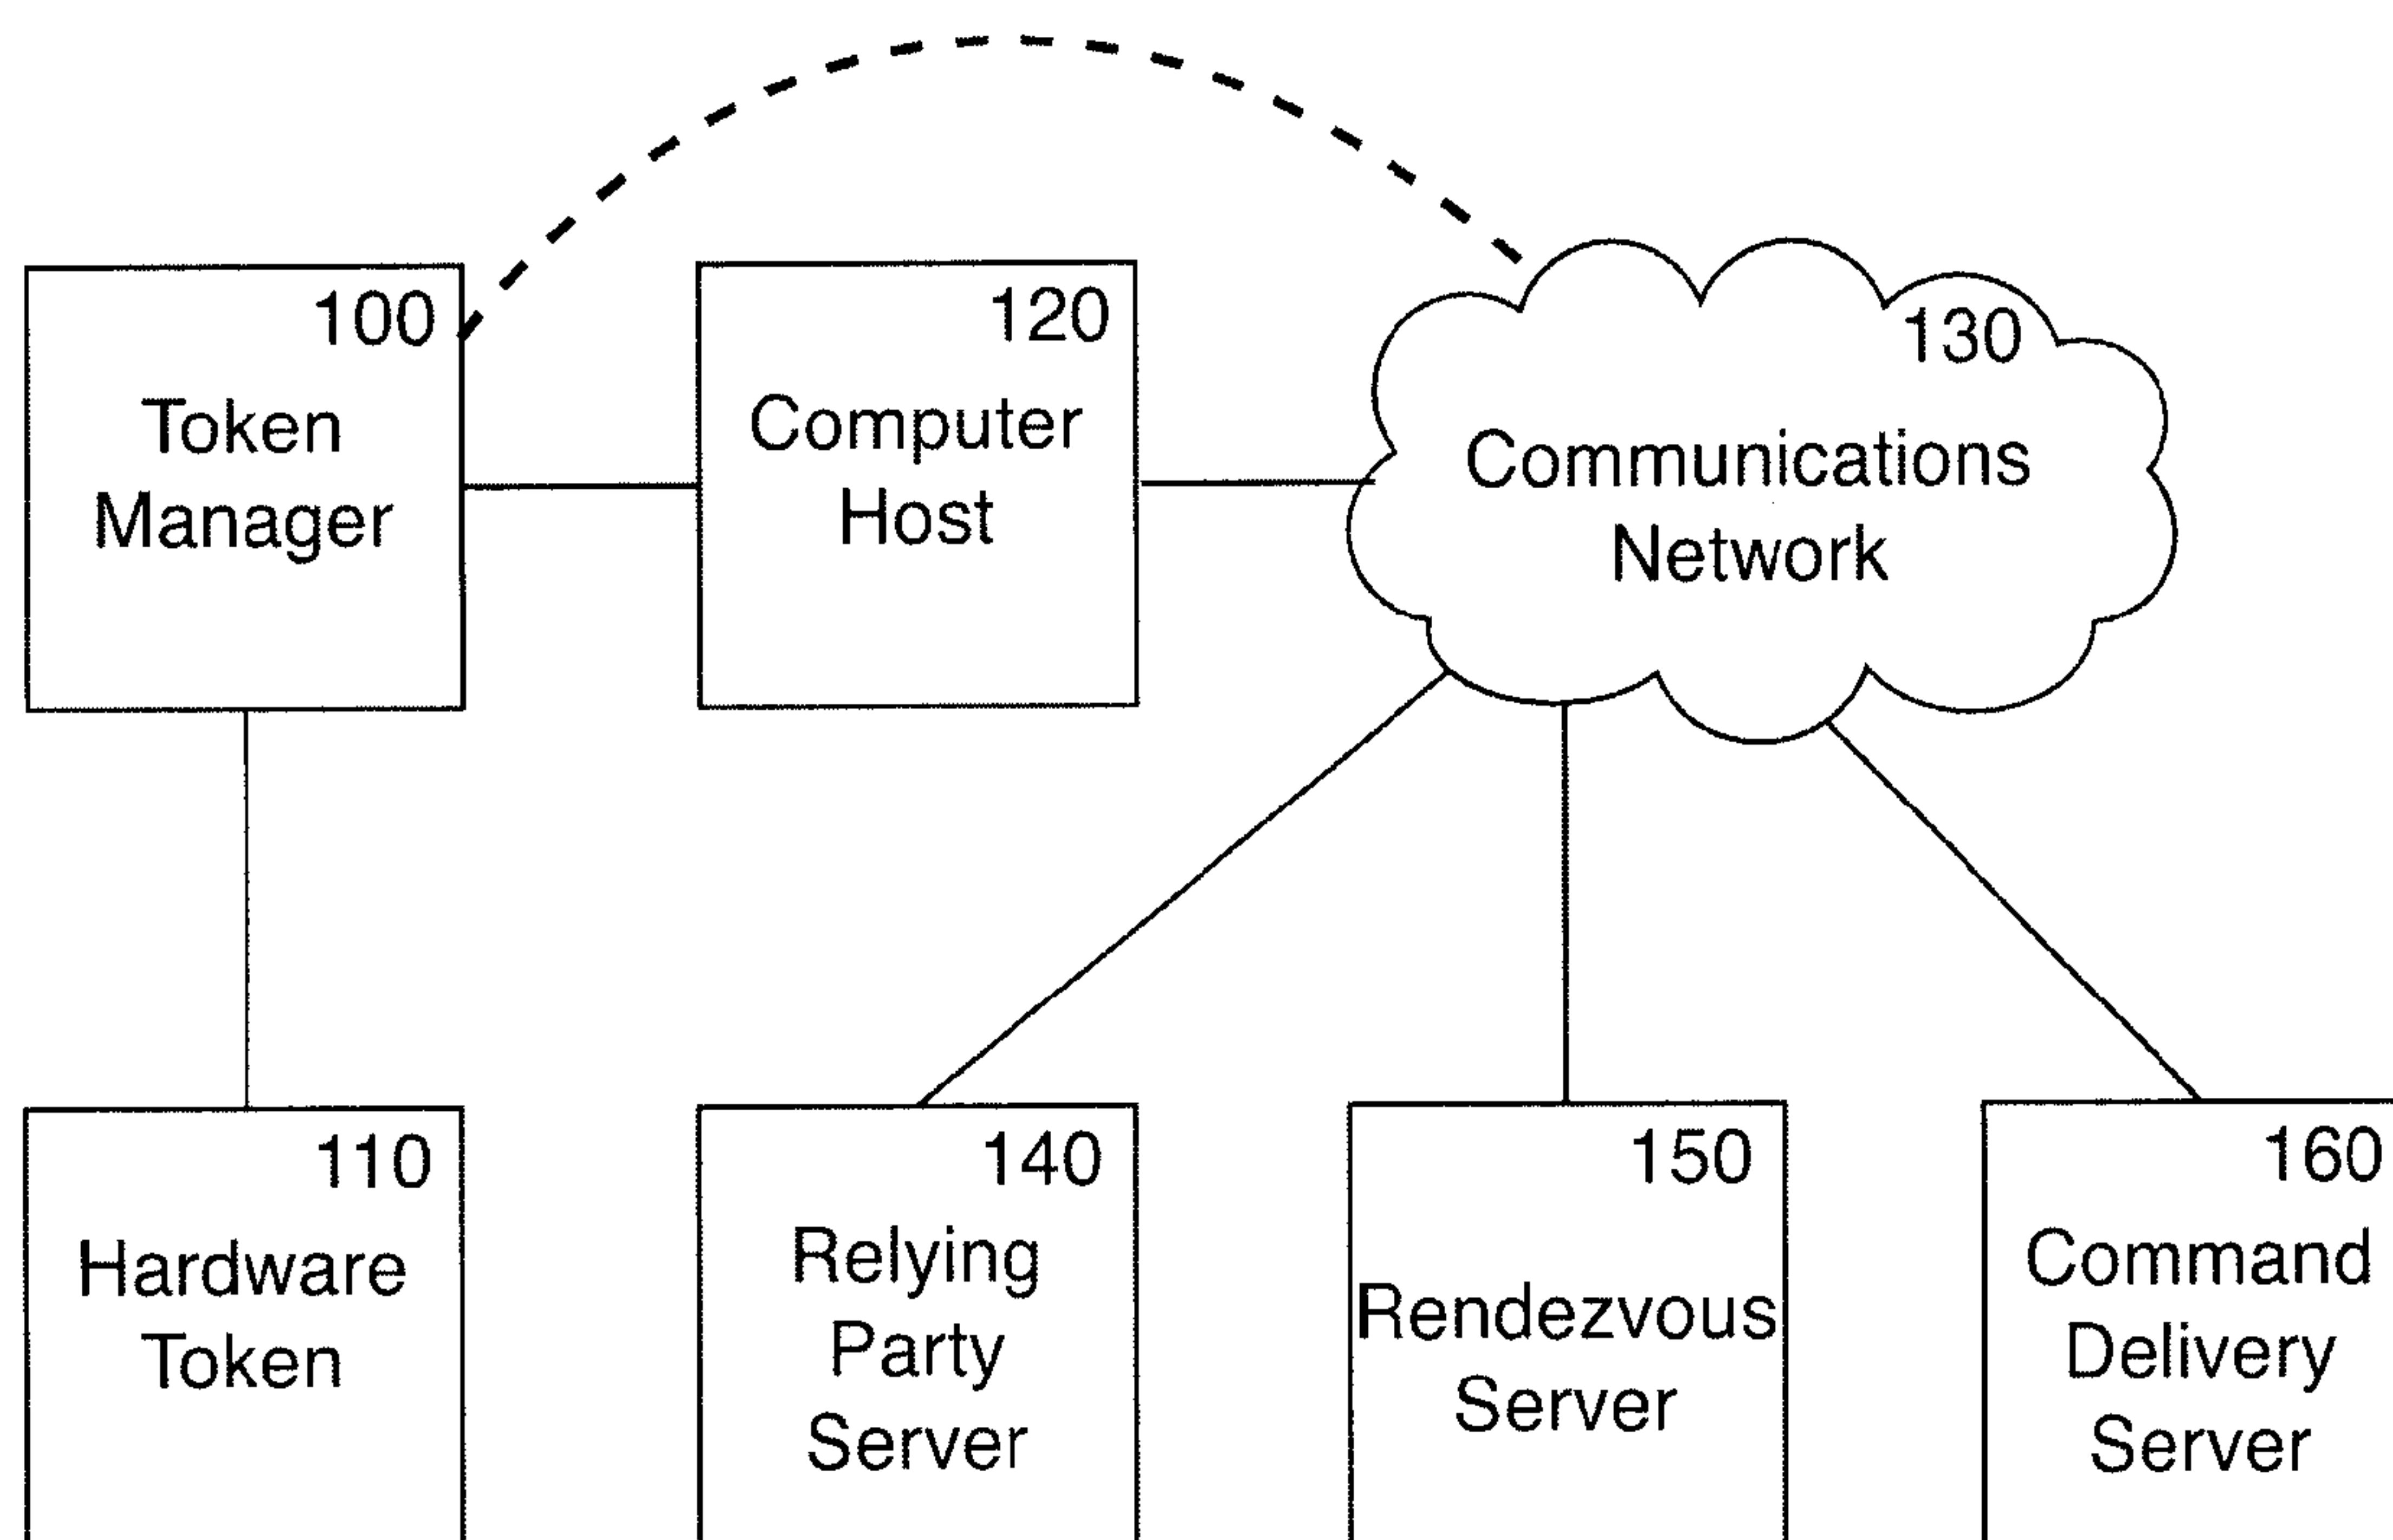 100
Token
Manager
120
Computer
Host
130
Communications
Network
110
Hardware
Token
140
Relying
Party
Server
150
Rendezvous
Server
160
Command
Delivery
Server